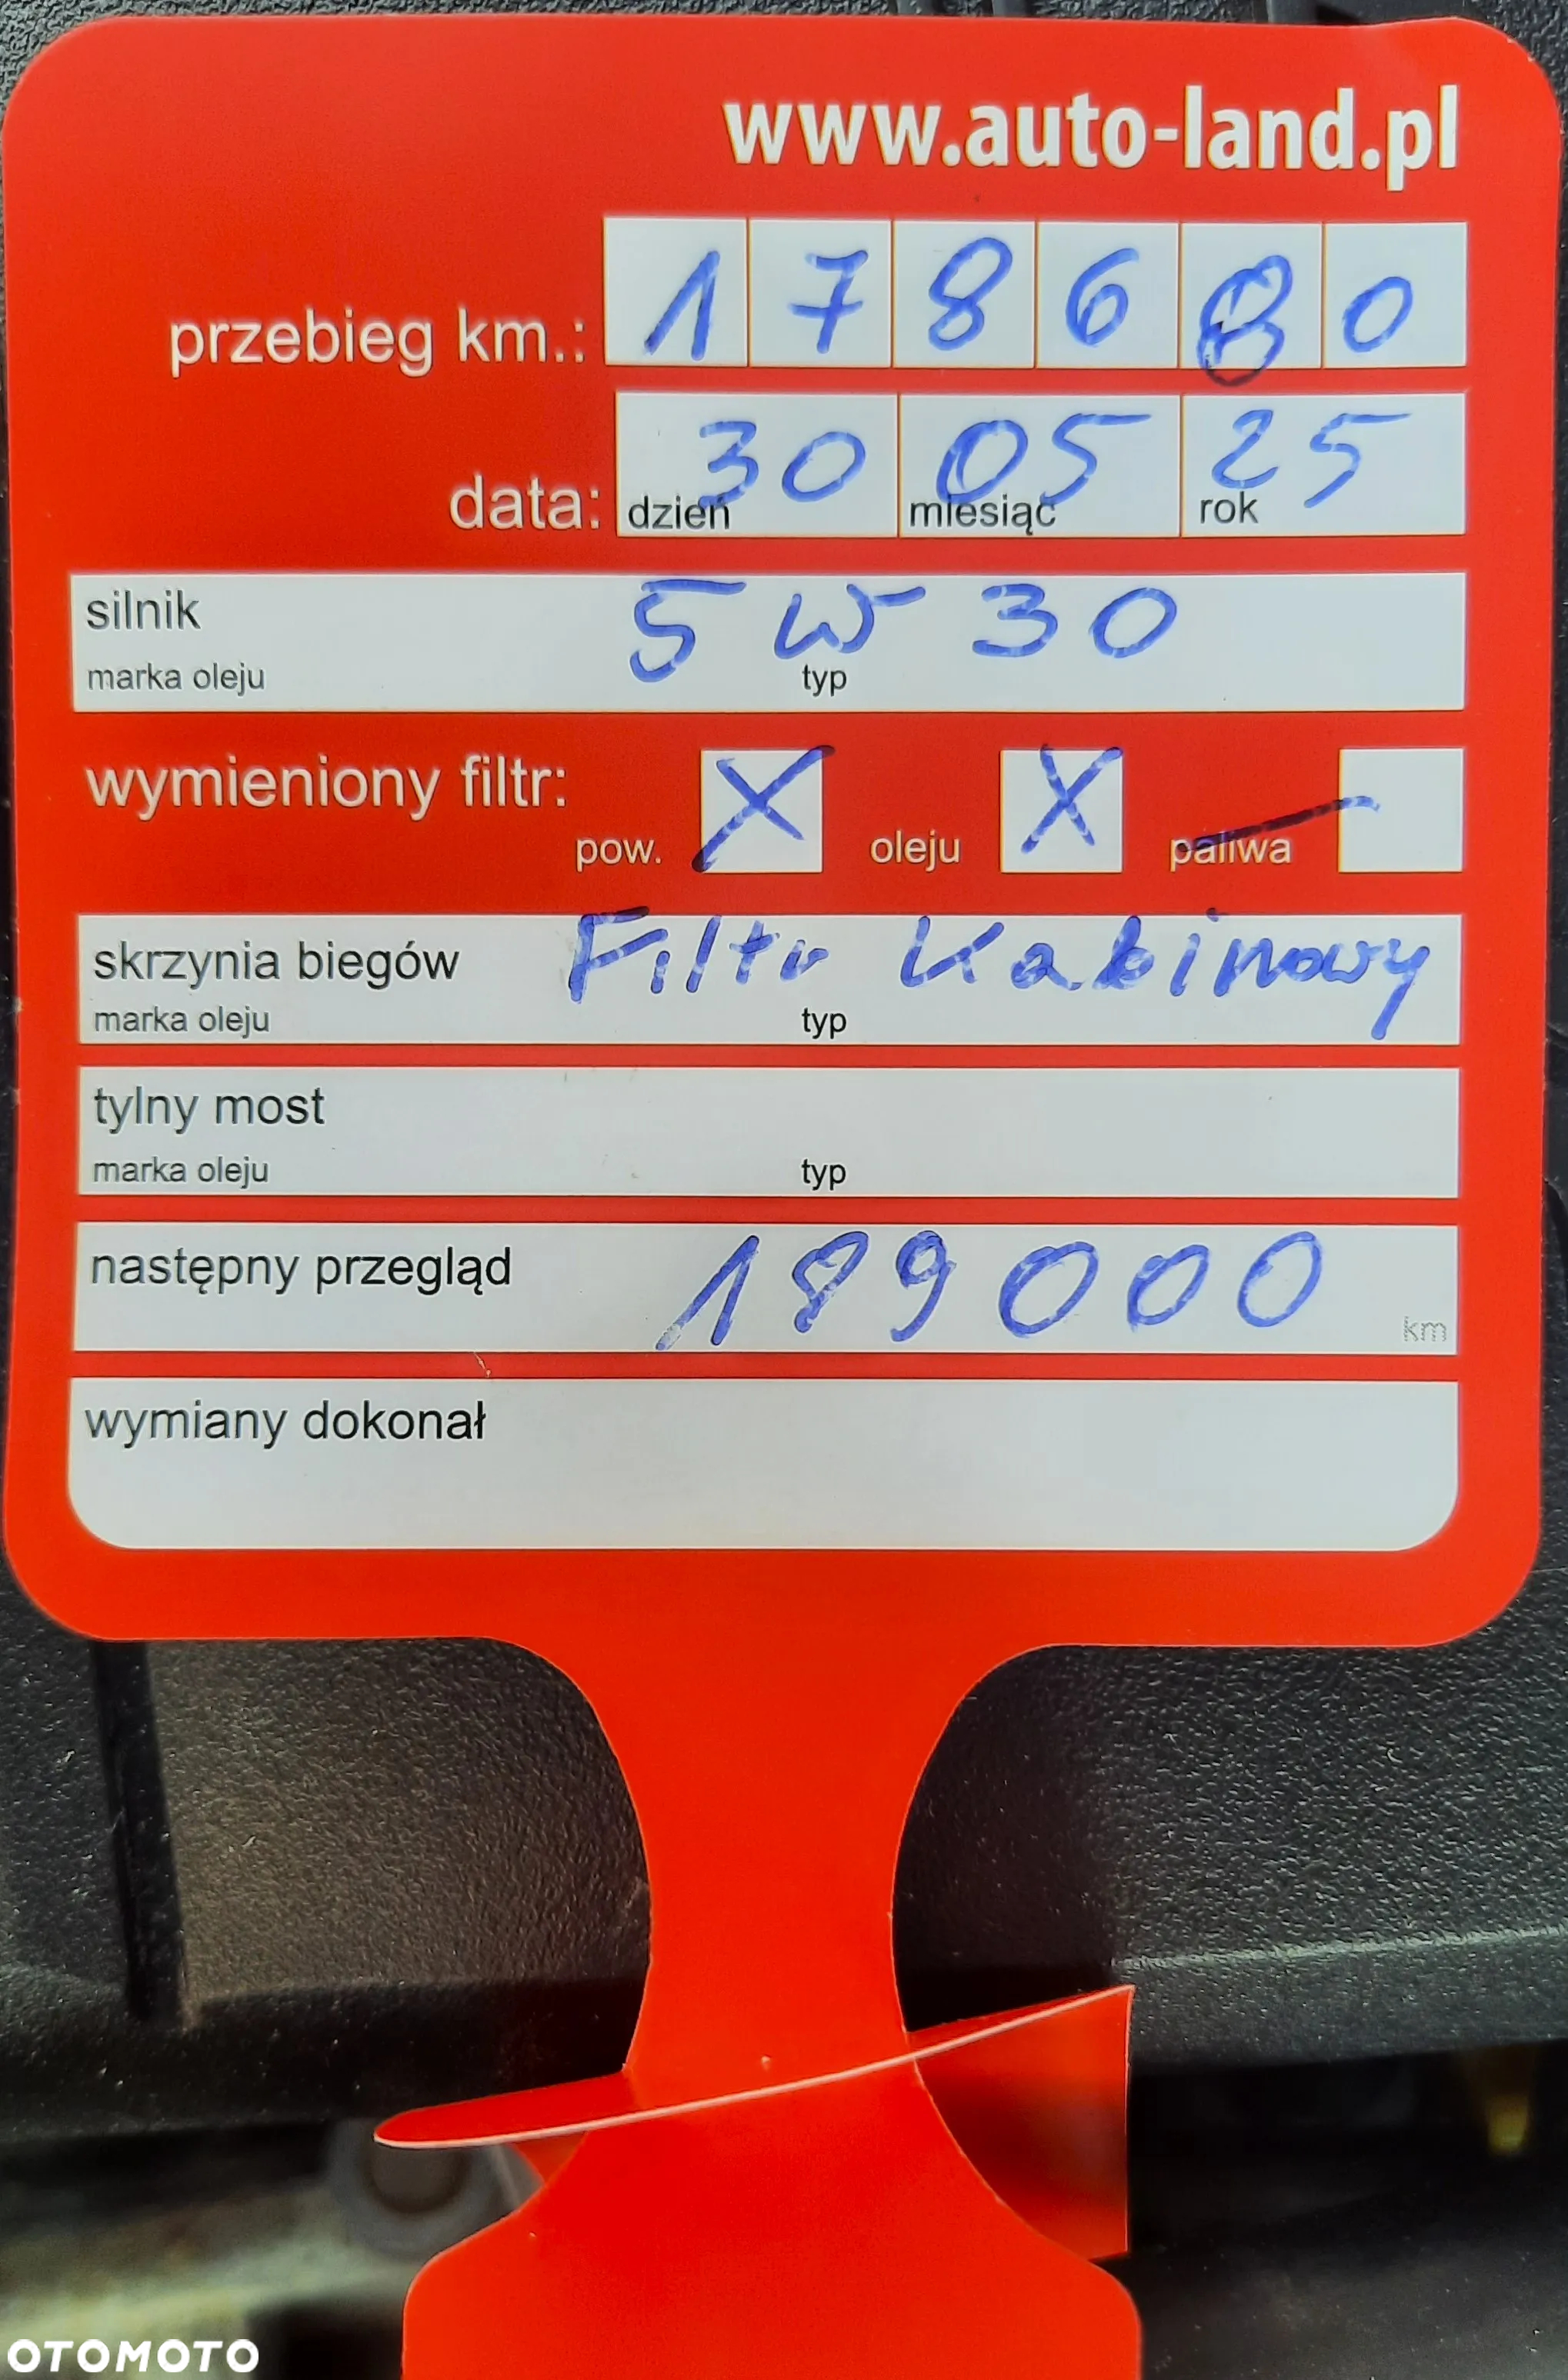 www.auto-land.pl
przebieg km.: 178680
data: 30 05 25
dzień miesiąc rok
silnik 5W30
marka oleju typ
wymieniony filtr:
pow. X oleju X paliwa
skrzynia biegów Filtr Kabinowy
marka oleju typ
tylny most
marka oleju typ
następny przegląd 189000 km
wymiany dokonał
OTOMOTO